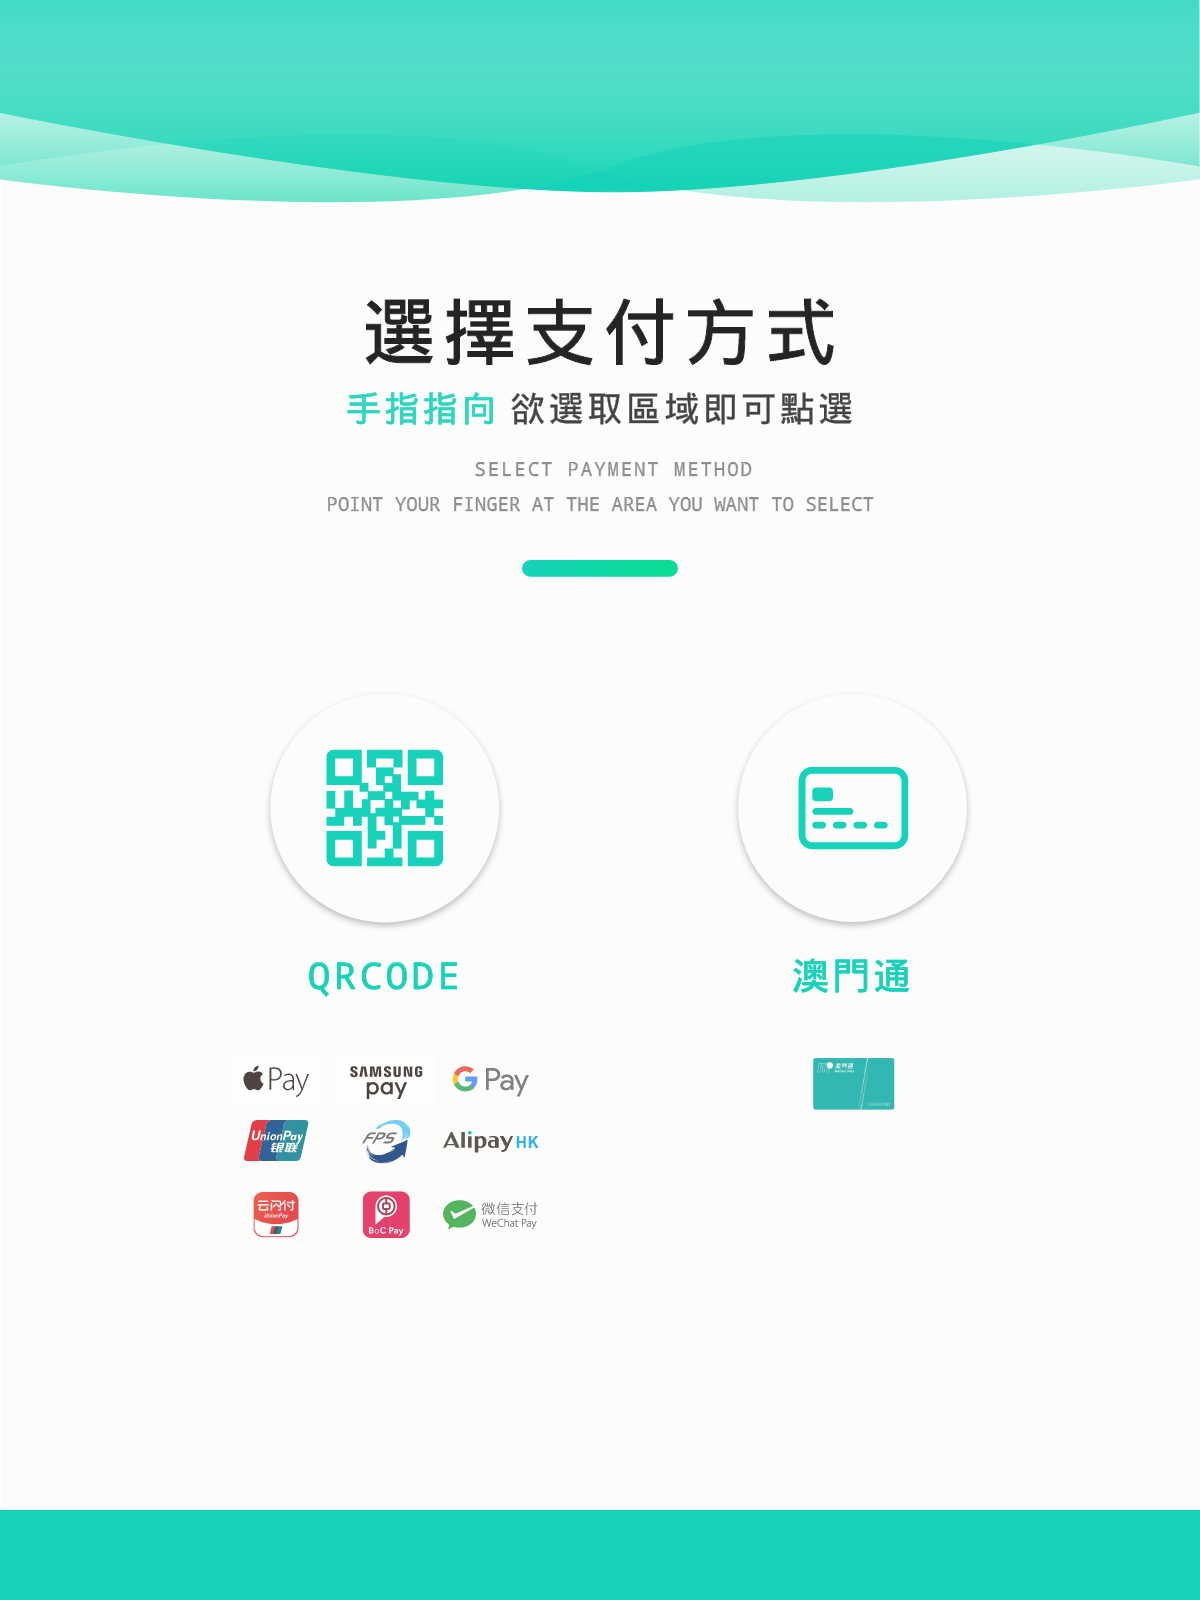 選擇支付方式
手指指向 欲選取區域即可點選
SELECT PAYMENT METHOD
POINT YOUR FINGER AT THE AREA YOU WANT TO SELECT
QRCODE
澳門通
Pay
SAMSUNG
pay
G Pay
UnionPay
银联
FPS
Alipay HK
云闪付
UnionPay
BoC Pay
微信支付
WeChat Pay
澳門通